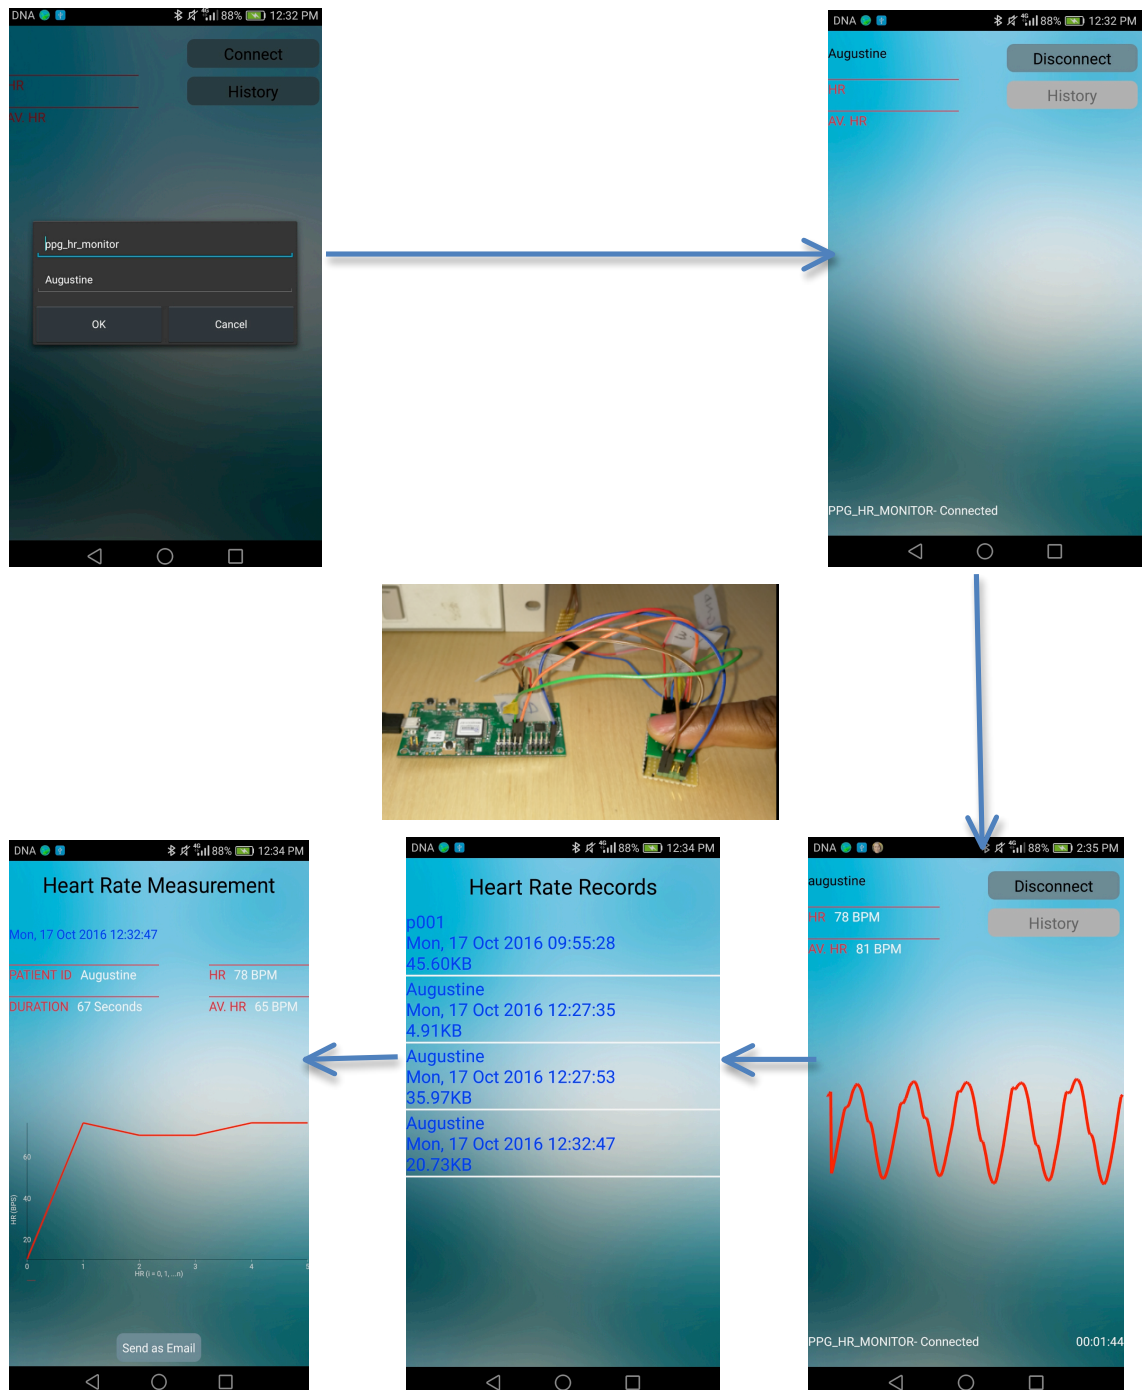 DNA 88% 12:32 PM
Connect
HR
History
AV. HR
ppg_hr_monitor
Augustine
OK Cancel
DNA 88% 12:32 PM
Augustine
Disconnect
HR
History
AV. HR
PPG_HR_MONITOR- Connected
DNA 88% 12:34 PM
Heart Rate Measurement
Mon, 17 Oct 2016 12:32:47
PATIENT ID Augustine HR 78 BPM
DURATION 67 Seconds AV. HR 65 BPM
60
40
20
HR (BPS)
0 1 2 3 4 5
HR (i = 0, 1, ...n)
Send as Email
DNA 88% 12:34 PM
Heart Rate Records
p001
Mon, 17 Oct 2016 09:55:28
45.60KB
Augustine
Mon, 17 Oct 2016 12:27:35
4.91KB
Augustine
Mon, 17 Oct 2016 12:27:53
35.97KB
Augustine
Mon, 17 Oct 2016 12:32:47
20.73KB
DNA 4G 88% 2:35 PM
augustine
Disconnect
HR 78 BPM
History
AV. HR 81 BPM
PPG_HR_MONITOR- Connected 00:01:44